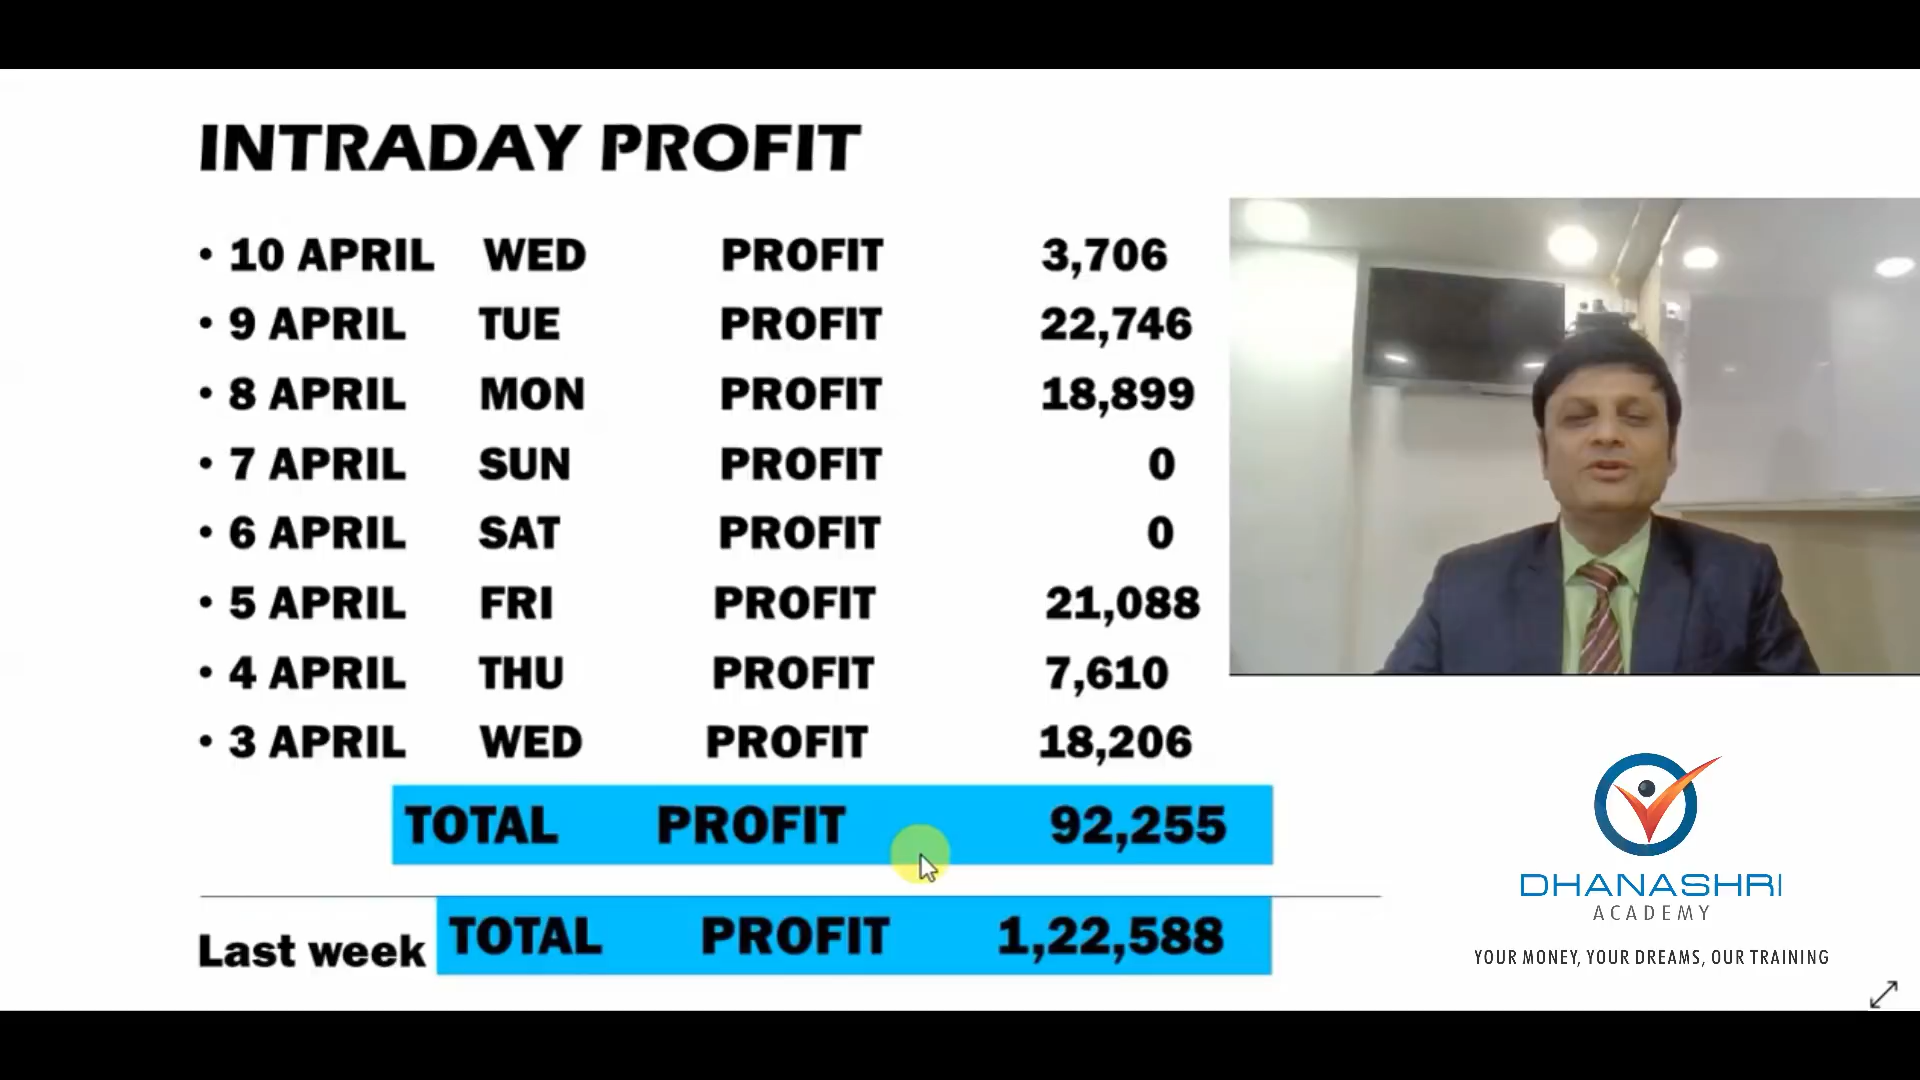 INTRADAY PROFIT
• 10 APRIL WED PROFIT 3,706
• 9 APRIL TUE PROFIT 22,746
• 8 APRIL MON PROFIT 18,899
• 7 APRIL SUN PROFIT 0
• 6 APRIL SAT PROFIT 0
• 5 APRIL FRI PROFIT 21,088
• 4 APRIL THU PROFIT 7,610
• 3 APRIL WED PROFIT 18,206
TOTAL PROFIT 92,255
Last week TOTAL PROFIT 1,22,588
DHANASHRI
ACADEMY
YOUR MONEY, YOUR DREAMS, OUR TRAINING